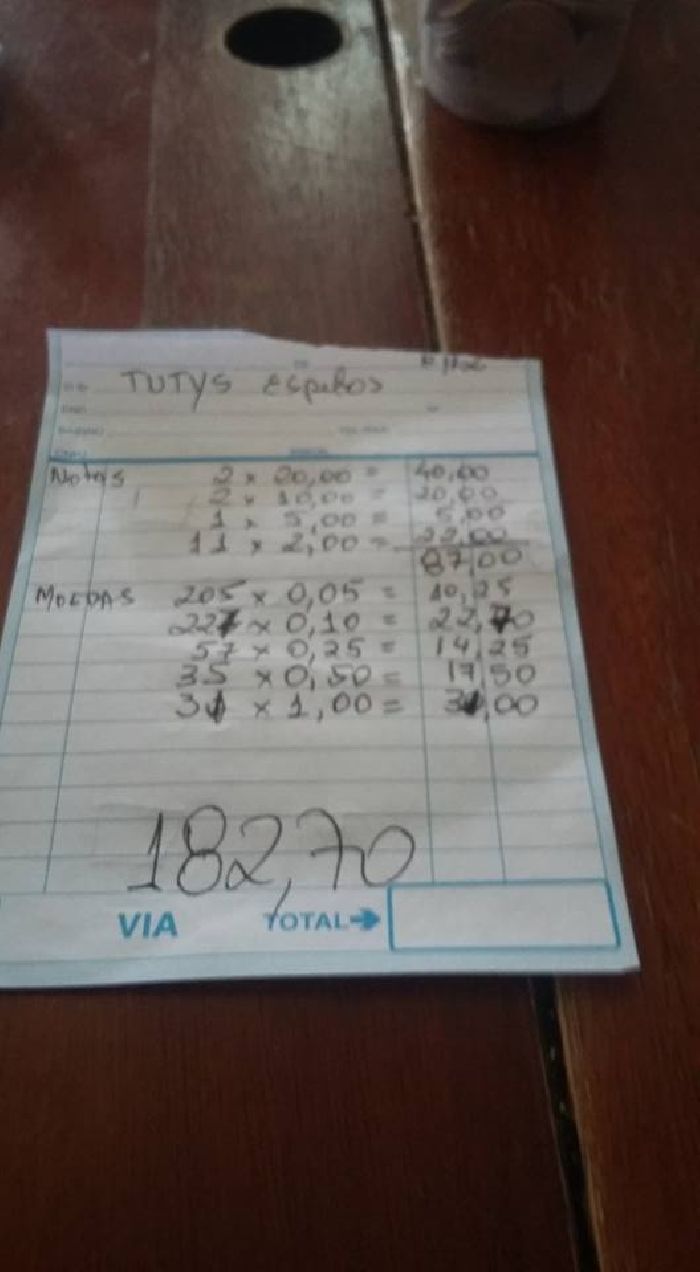 TUTYS Espetos
Notas 2 x 20,00 = 40,00
2 x 10,00 = 20,00
1 x 5,00 = 5,00
11 x 2,00 = 22,00
87,00
MOEDAS 205 x 0,05 = 10,25
227 x 0,10 = 22,70
57 x 0,25 = 14,25
35 x 0,50 = 17,50
31 x 1,00 = 31,00
182,70
VIA TOTAL